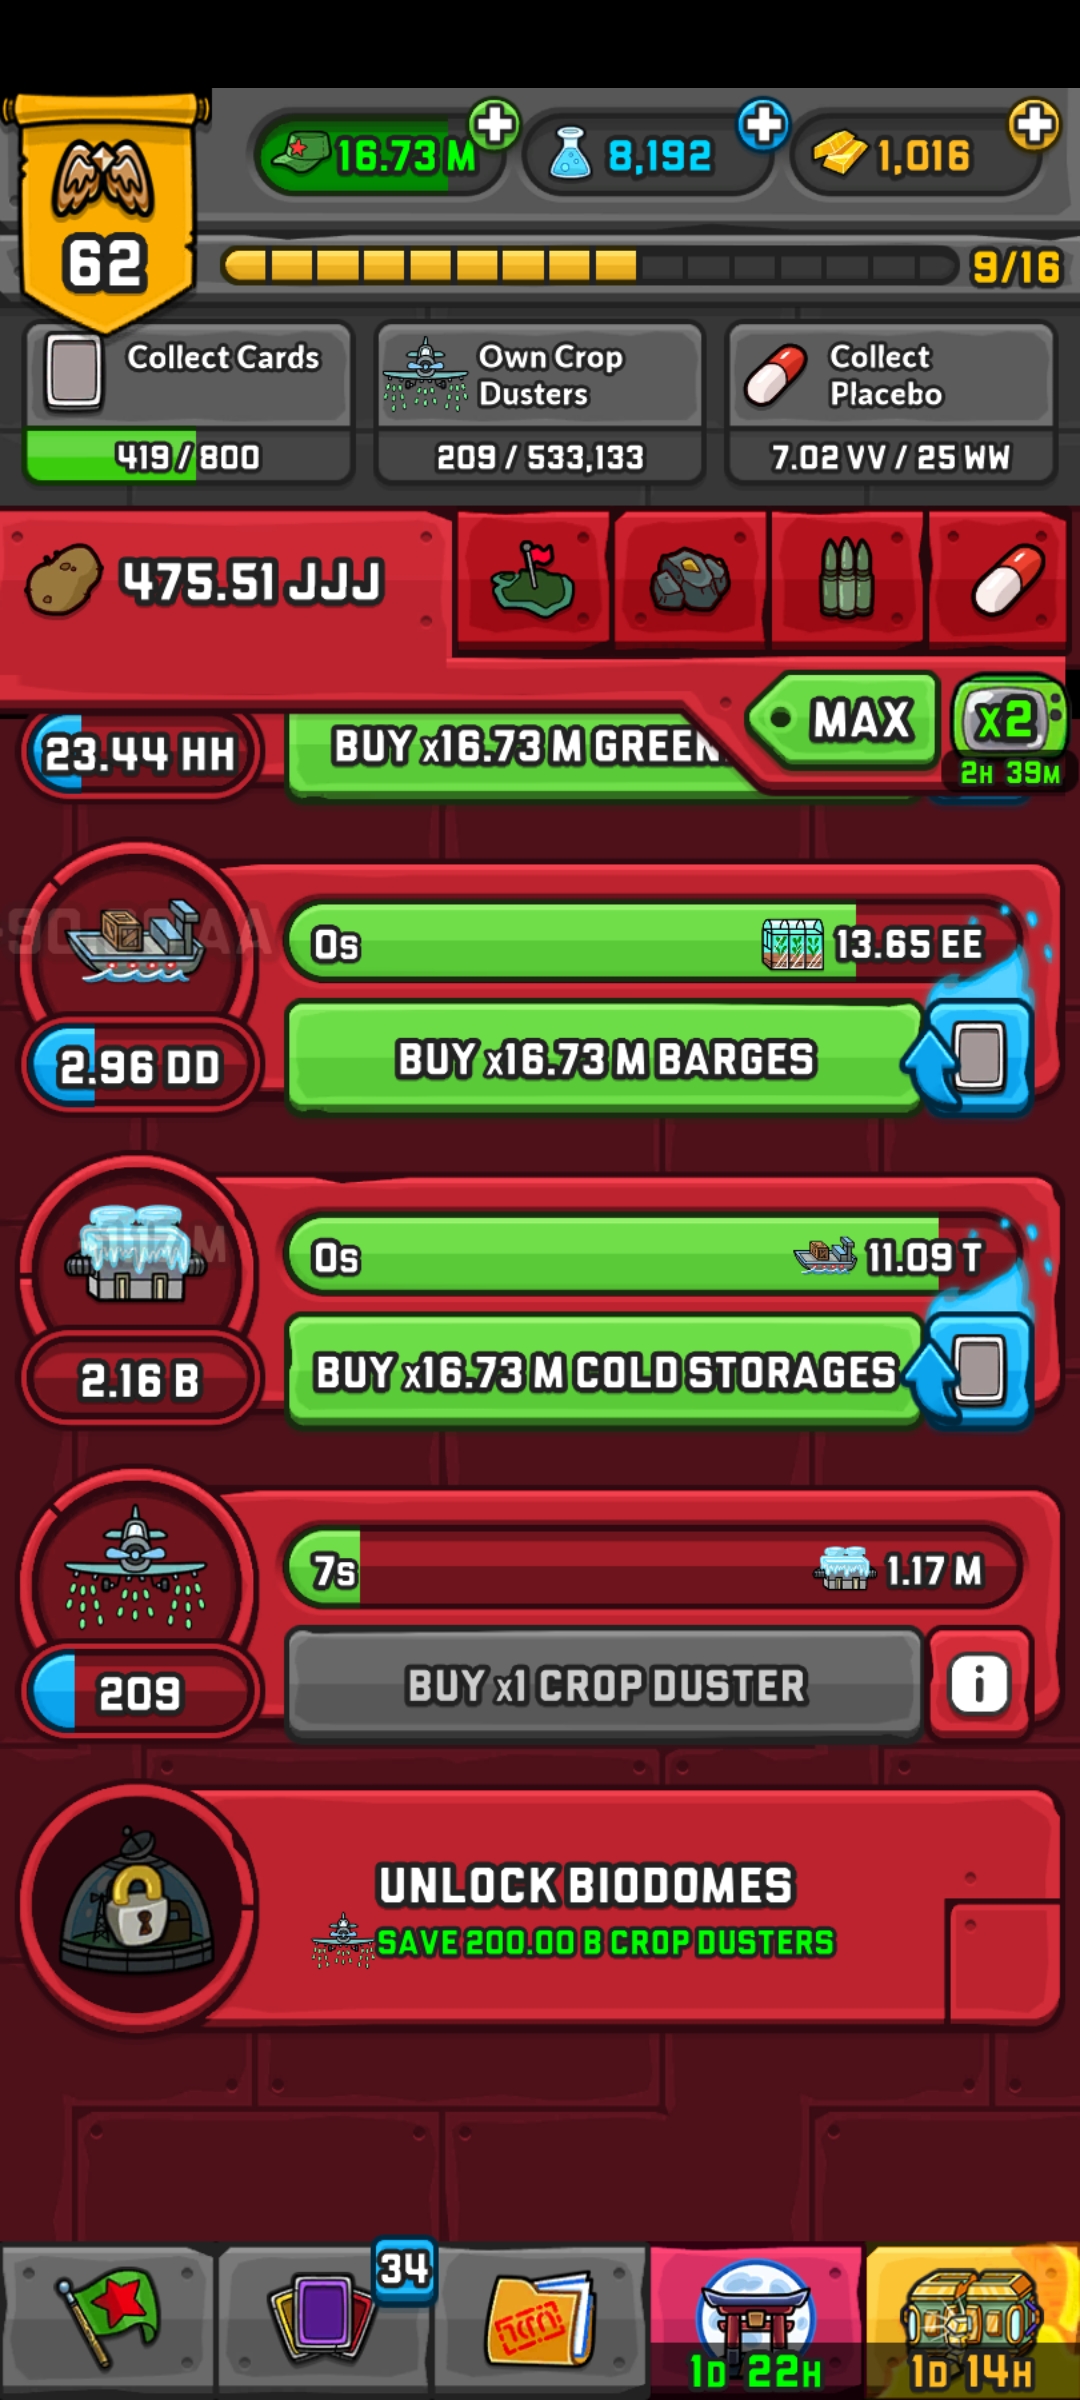 16.73 M
8,192
1,016
62
9/16
Collect Cards
419 / 800
Own Crop
Dusters
209 / 533,133
Collect
Placebo
7.02 VV / 25 WW
475.51 JJJ
MAX
x2
2H 39M
23.44 HH
BUY x16.73 M GREEN
0s
13.65 EE
2.96 DD
BUY x16.73 M BARGES
0s
11.09 T
2.16 B
BUY x16.73 M COLD STORAGES
7s
1.17 M
209
BUY x1 CROP DUSTER
i
UNLOCK BIODOMES
SAVE 200.00 B CROP DUSTERS
34
1D 22H
1D 14H